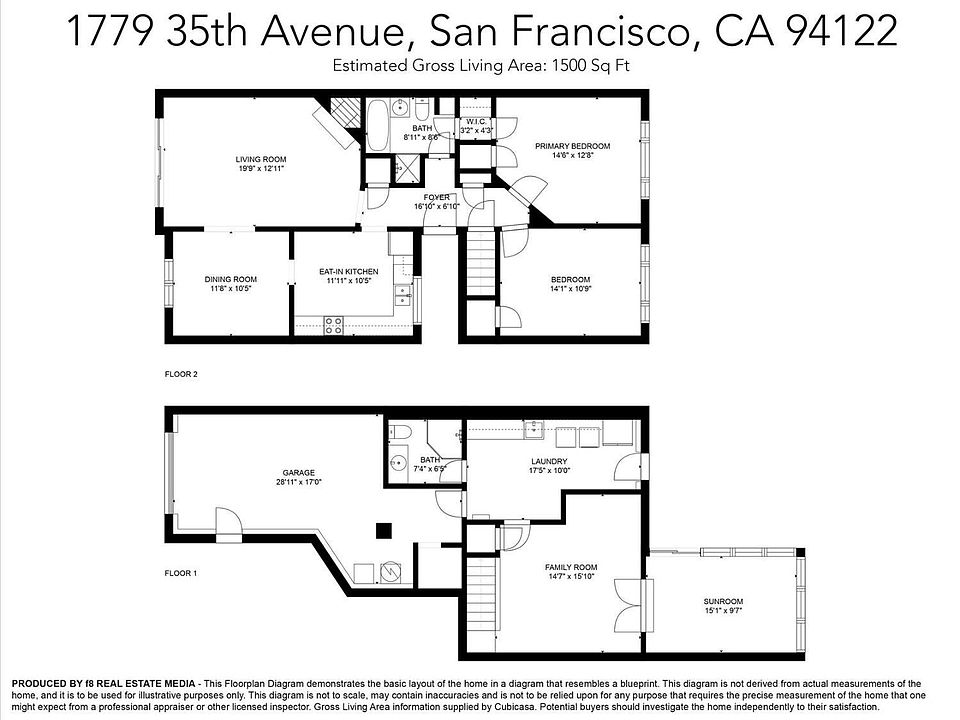 1779 35th Avenue, San Francisco, CA 94122
Estimated Gross Living Area: 1500 Sq Ft
LIVING ROOM
19'9" x 12'11"
BATH
8'11" x 8'6"
W.I.C.
3'2" x 4'3"
PRIMARY BEDROOM
14'6" x 12'8"
FOYER
16'10" x 6'10"
DINING ROOM
11'8" x 10'5"
EAT-IN KITCHEN
11'11" x 10'5"
BEDROOM
14'1" x 10'9"
FLOOR 2
GARAGE
28'11" x 17'0"
BATH
7'4" x 6'5"
LAUNDRY
17'5" x 10'0"
FLOOR 1
FAMILY ROOM
14'7" x 15'10"
SUNROOM
15'1" x 9'7"
PRODUCED BY f8 REAL ESTATE MEDIA - This Floorplan Diagram demonstrates the basic layout of the home in a diagram that resembles a blueprint. This diagram is not derived from actual measurements of the
home, and it is to be used for illustrative purposes only. This diagram is not to scale, may contain inaccuracies and is not to be relied upon for any purpose that requires the precise measurement of the home that one
might expect from a professional appraiser or other licensed inspector. Gross Living Area information supplied by Cubicasa. Potential buyers should investigate the home independently to their satisfaction.